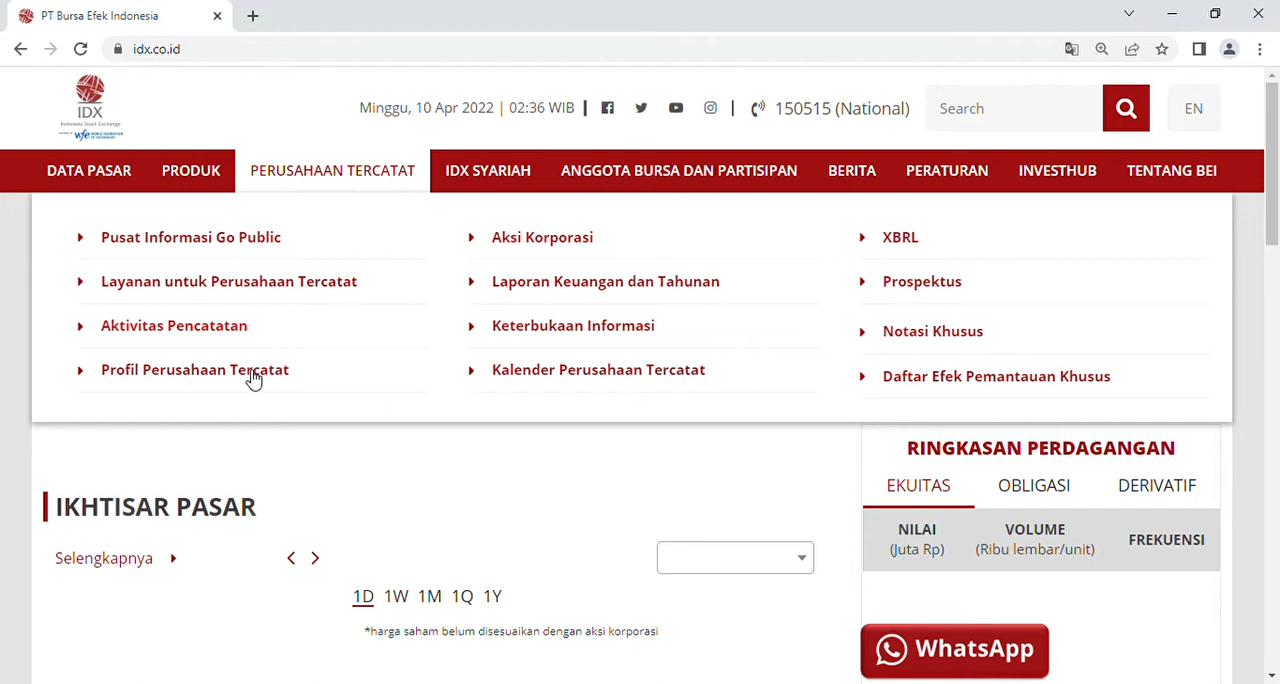 PT Bursa Efek Indonesia
idx.co.id
IDX
Indonesia Stock Exchange
wfe
Minggu, 10 Apr 2022 | 02:36 WIB
150515 (National)
Search
EN
DATA PASAR
PRODUK
PERUSAHAAN TERCATAT
IDX SYARIAH
ANGGOTA BURSA DAN PARTISIPAN
BERITA
PERATURAN
INVESTHUB
TENTANG BEI
Pusat Informasi Go Public
Layanan untuk Perusahaan Tercatat
Aktivitas Pencatatan
Profil Perusahaan Tercatat
Aksi Korporasi
Laporan Keuangan dan Tahunan
Keterbukaan Informasi
Kalender Perusahaan Tercatat
XBRL
Prospektus
Notasi Khusus
Daftar Efek Pemantauan Khusus
IKHTISAR PASAR
Selengkapnya
1D 1W 1M 1Q 1Y
*harga saham belum disesuaikan dengan aksi korporasi
RINGKASAN PERDAGANGAN
EKUITAS
OBLIGASI
DERIVATIF
NILAI
(Juta Rp)
VOLUME
(Ribu lembar/unit)
FREKUENSI
WhatsApp